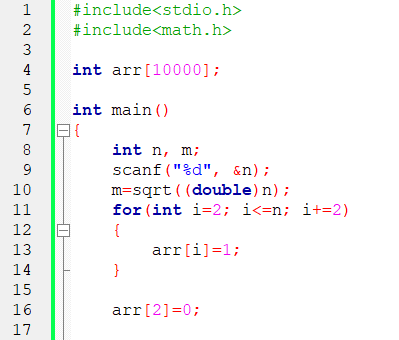 1 #include<stdio.h>
2 #include<math.h>
3
4 int arr[10000];
5
6 int main()
7 {
8 int n, m;
9 scanf("%d", &n);
10 m=sqrt((double)n);
11 for(int i=2; i<=n; i+=2)
12 {
13 arr[i]=1;
14 }
15
16 arr[2]=0;
17